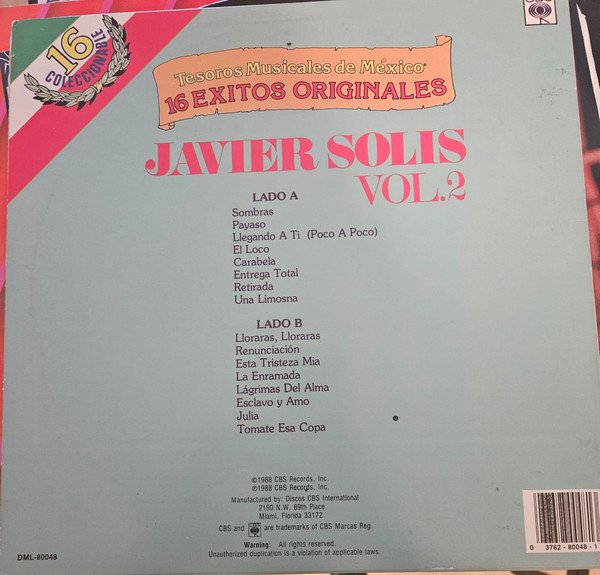 16
COLECCIONABLE
Tesoros Musicales de México
16 EXITOS ORIGINALES
JAVIER SOLIS
VOL.2
LADO A
Sombras
Payaso
Llegando A Ti (Poco A Poco)
El Loco
Carabela
Entrega Total
Retirada
Una Limosna
LADO B
Lloraras, Lloraras
Renunciación
Esta Tristeza Mia
La Enramada
Lágrimas Del Alma
Esclavo y Amo
Julia
Tomate Esa Copa
©1988 CBS Records, Inc.
℗1988 CBS Records, Inc.
Manufactured by: Discos CBS International
2190 N.W. 89th Place
Miami, Florida 33172
CBS and are trademarks of CBS Marcas Reg.
Warning: All rights reserved.
Unauthorized duplication is a violation of applicable laws.
DML-80048
0 3762-80048-1